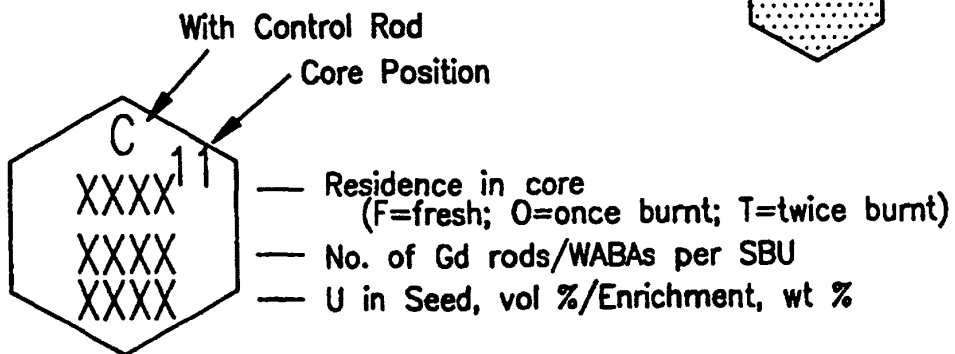 With Control Rod
Core Position
C
11
XXXX
Residence in core
(F=fresh; O=once burnt; T=twice burnt)
XXXX
No. of Gd rods/WABAs per SBU
XXXX
U in Seed, vol %/Enrichment, wt %